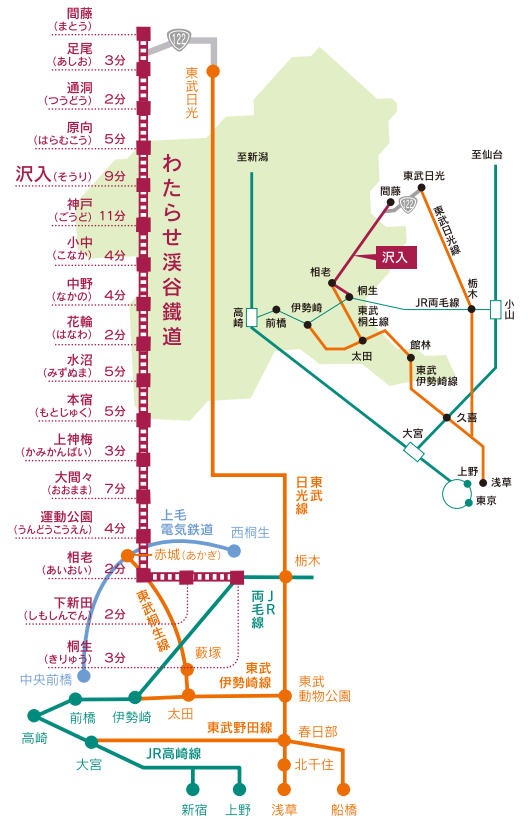 間藤
(まとう)
足尾
(あしお)
3分
通洞
(つうどう)
2分
原向
(はらむこう)
5分
沢入(そうり)
9分
神戸
(ごうど)
11分
小中
(こなか)
4分
中野
(なかの)
4分
花輪
(はなわ)
2分
水沼
(みずぬま)
5分
本宿
(もとじゅく)
5分
上神梅
(かみかんばい)
3分
大間々
(おおまま)
7分
運動公園
(うんどうこうえん)
4分
相老
(あいおい)
2分
下新田
(しもしんでん)
2分
桐生
(きりゅう)
3分
わたらせ渓谷鐵道
122
東武日光
上毛
電気鉄道
西桐生
赤城(あかぎ)
東武桐生線
中央前橋
藪塚
東武
伊勢崎線
東武
日光線
栃木
JR
両毛線
前橋
伊勢崎
太田
東武
動物公園
高崎
大宮
東武野田線
JR高崎線
春日部
北千住
新宿
上野
浅草
船橋
至新潟
至仙台
東武日光
間藤
122
東武日光線
沢入
相老
桐生
栃木
JR両毛線
小山
高崎
前橋
伊勢崎
東武
桐生線
太田
館林
東武
伊勢崎線
久喜
大宮
上野
浅草
東京